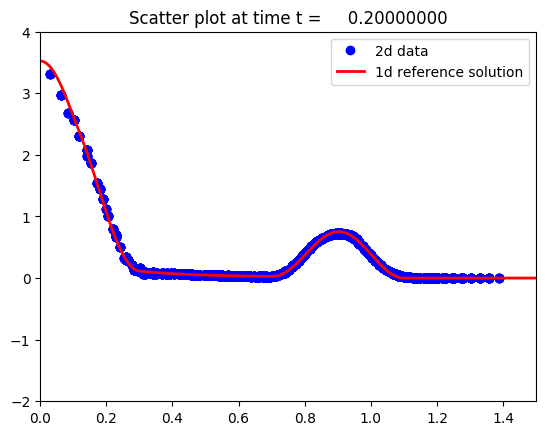 Scatter plot at time t =     0.20000000
2d data
1d reference solution
4
3
2
1
0
−1
−2
0.0 0.2 0.4 0.6 0.8 1.0 1.2 1.4